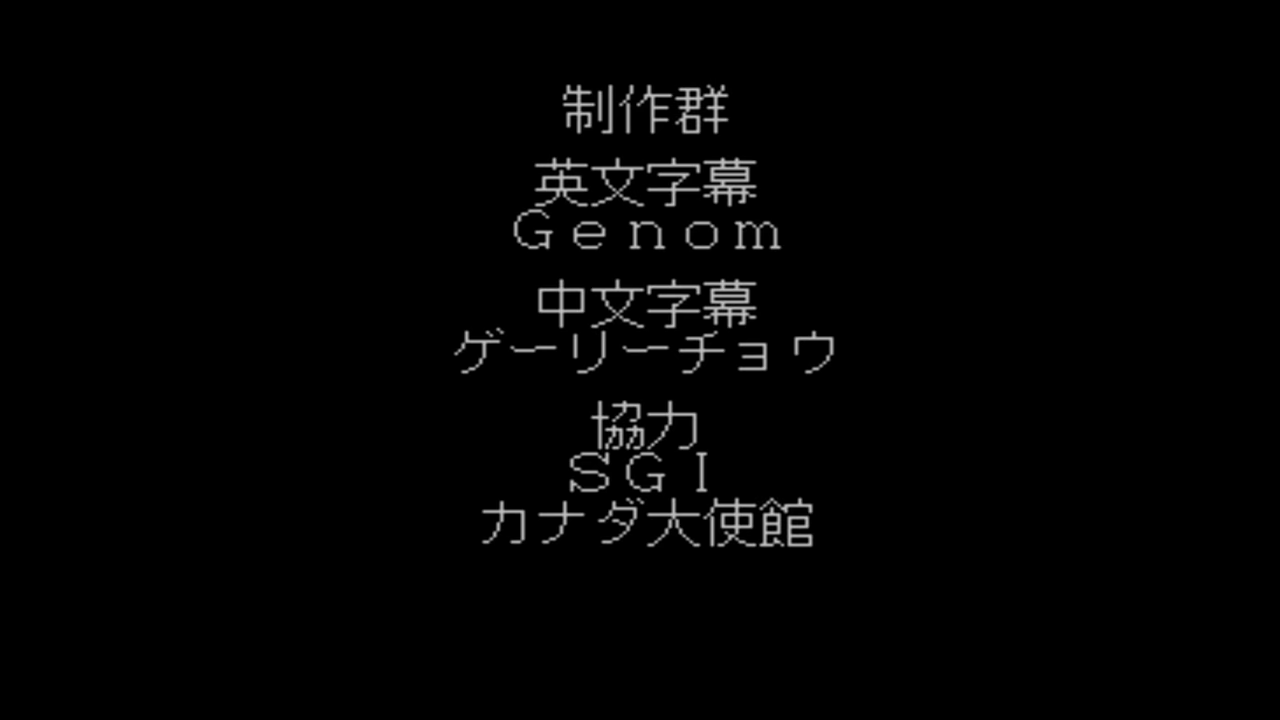 制作群
英文字幕
Ｇｅｎｏｍ
中文字幕
ゲーリーチョウ
協力
ＳＧＩ
カナダ大使館